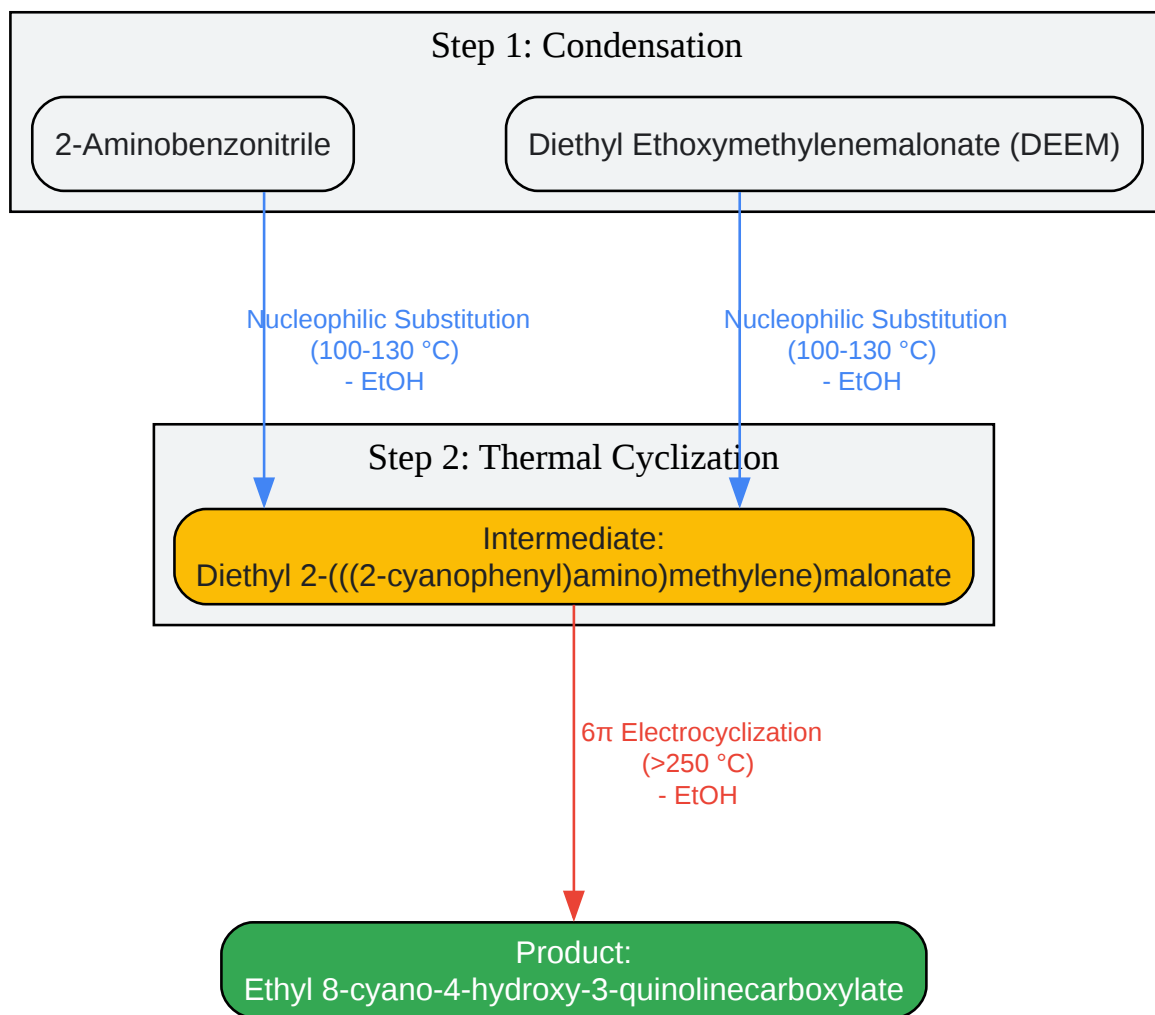 Step 1: Condensation
2-Aminobenzonitrile
Diethyl Ethoxymethylenemalonate (DEEM)
Nucleophilic Substitution
(100-130 °C)
- EtOH
Nucleophilic Substitution
(100-130 °C)
- EtOH
Step 2: Thermal Cyclization
Intermediate:
Diethyl 2-(((2-cyanophenyl)amino)methylene)malonate
6π Electrocyclization
(>250 °C)
- EtOH
Product:
Ethyl 8-cyano-4-hydroxy-3-quinolinecarboxylate